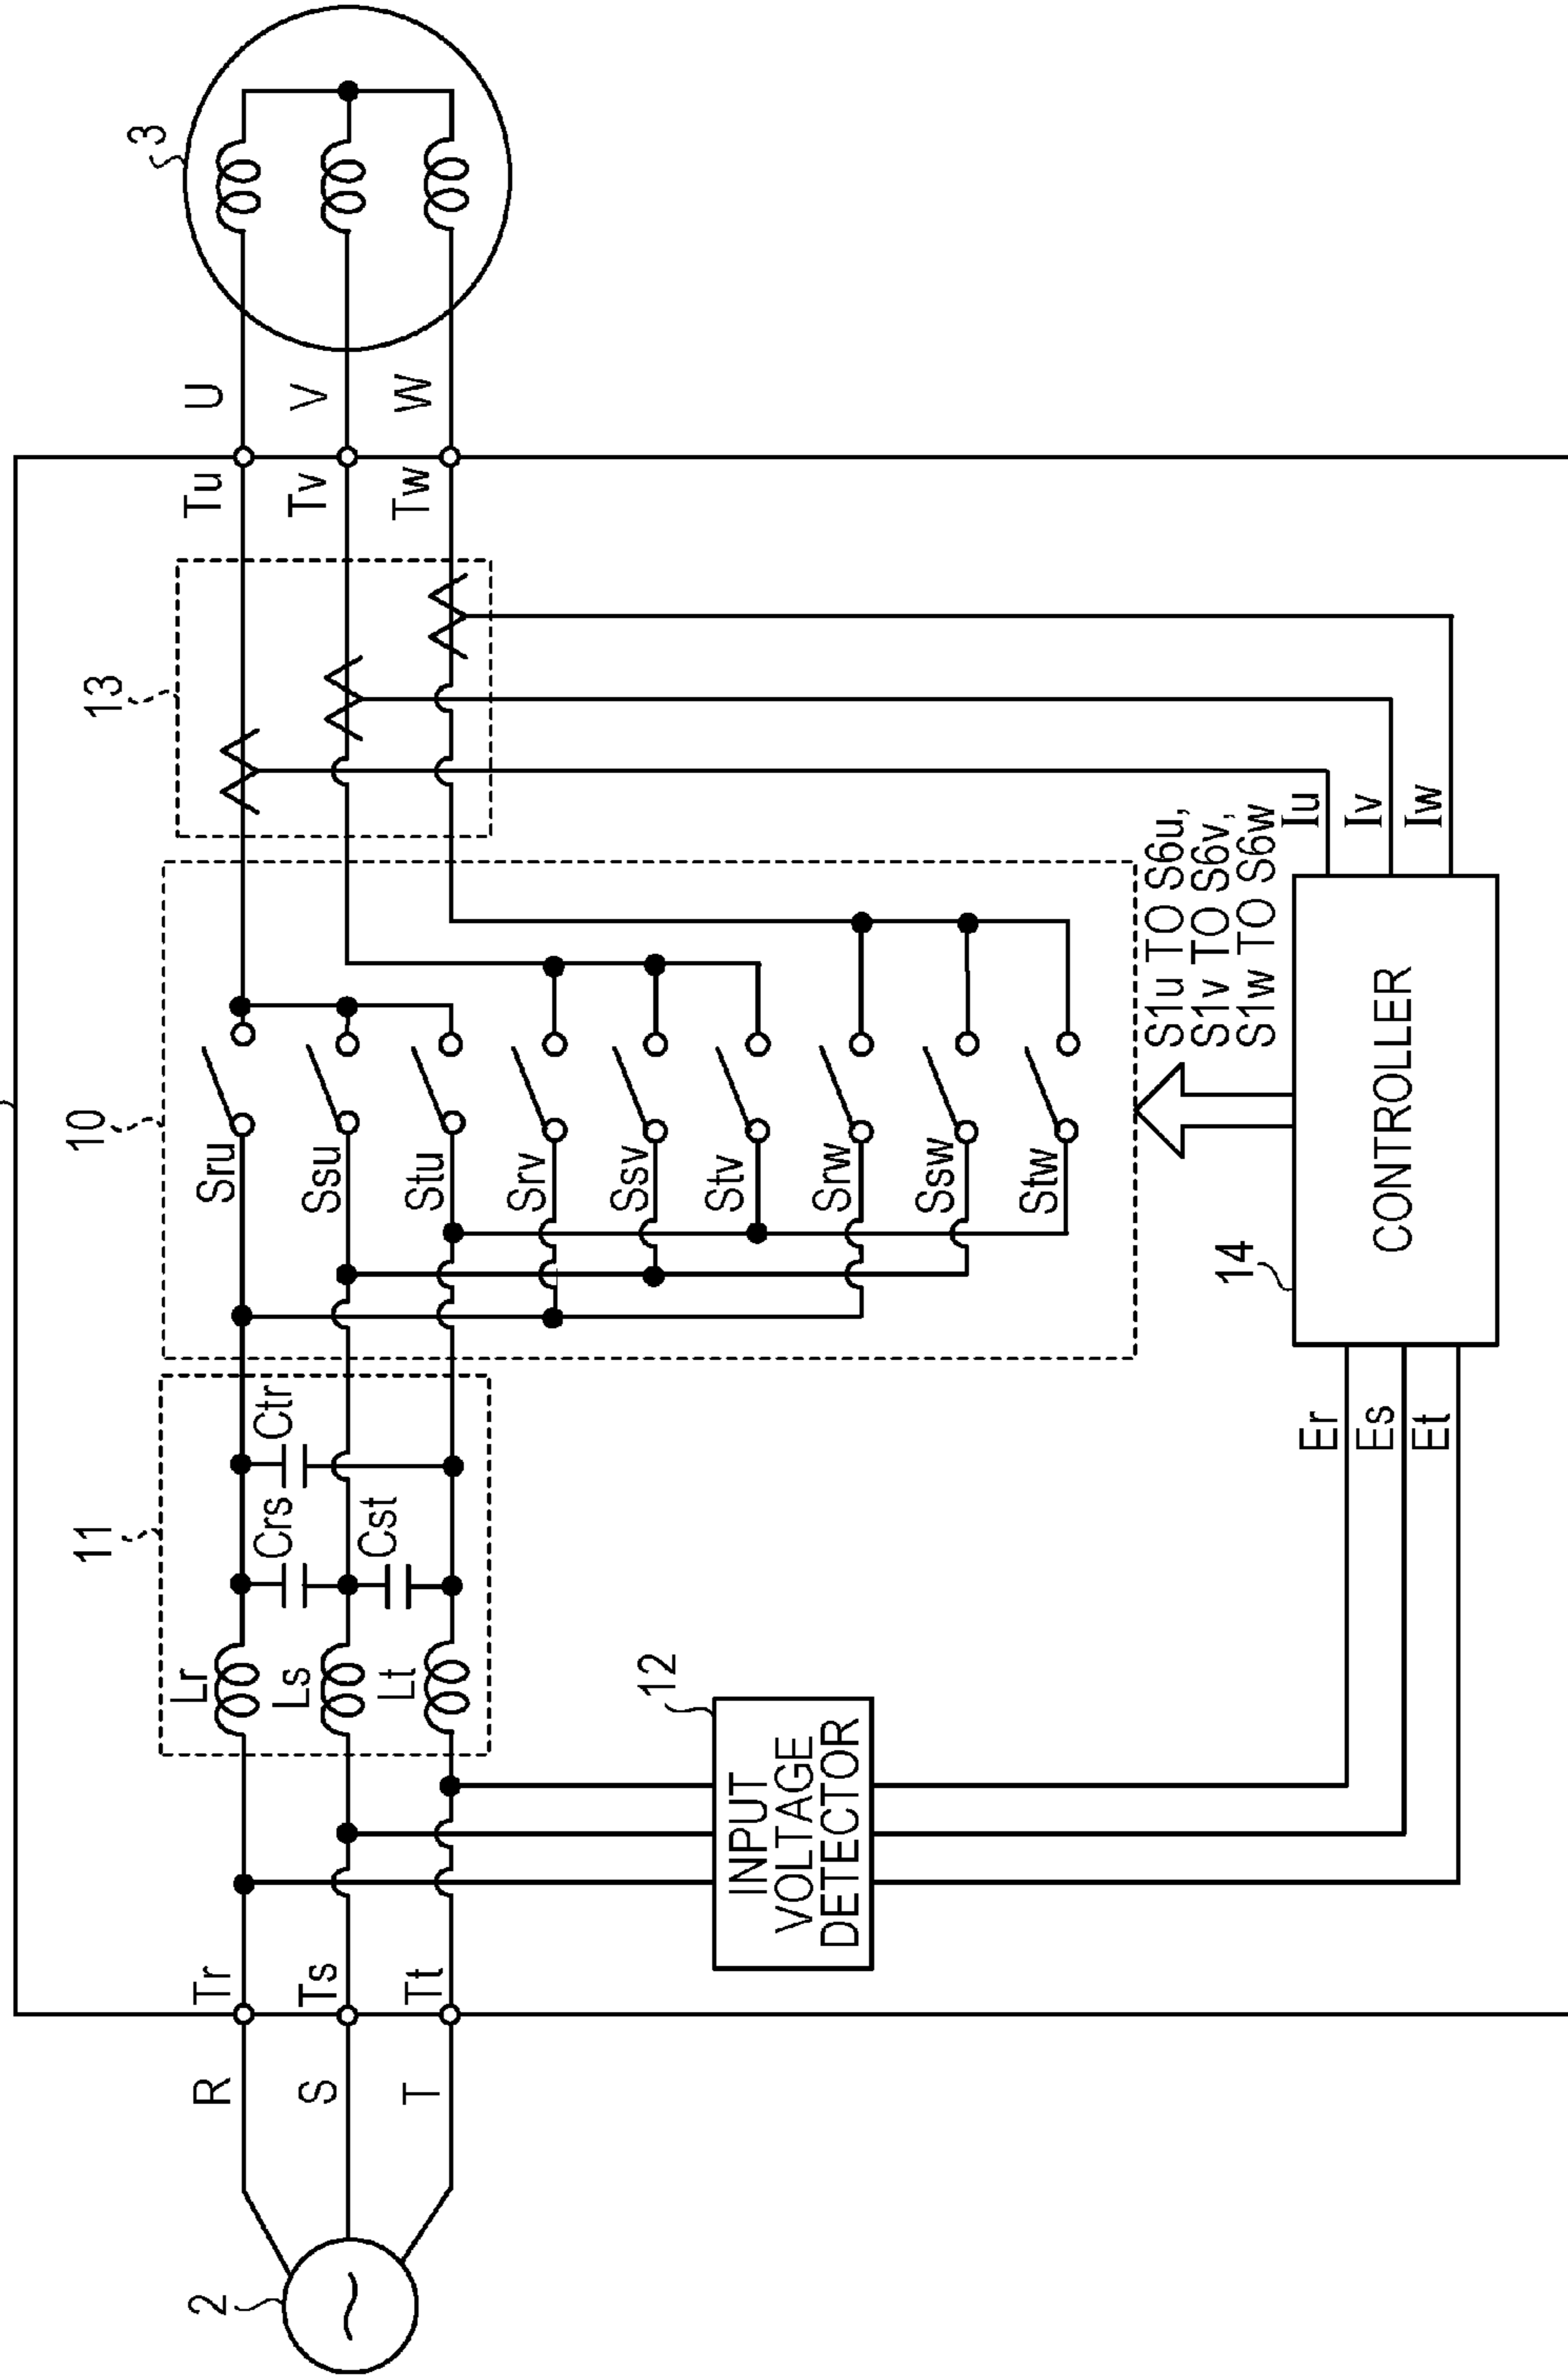 2
R
S
T
Tr
Ts
Tt
11
Lr
Ls
Lt
Crs
Cst
Ctr
12
INPUT
VOLTAGE
DETECTOR
10
Sru
Ssu
Stu
Srv
Ssv
Stv
Srw
Ssw
Stw
13
Tu
Tv
Tw
U
V
W
3
Er
Es
Et
14
CONTROLLER
S1u TO S6u,
S1v TO S6v,
S1w TO S6w
Iu
Iv
Iw